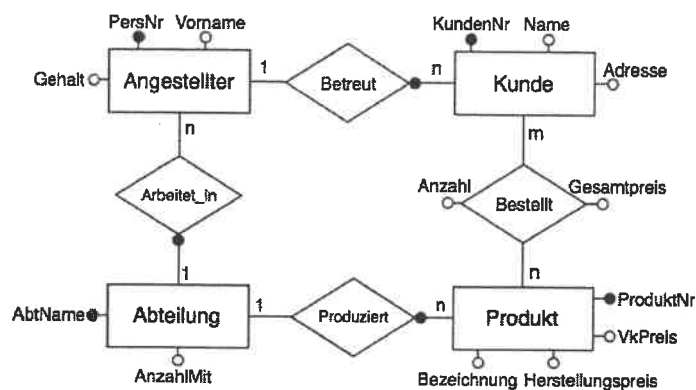 PersNr Vorname
KundenNr Name
Gehalt
Angestellter
1
Betreut
n
Kunde
Adresse
n
m
Arbeitet_in
Anzahl
Bestellt
Gesamtpreis
1
n
AbtName
Abteilung
1
Produziert
n
Produkt
ProduktNr
VkPreis
AnzahlMit
Bezeichnung Herstellungspreis